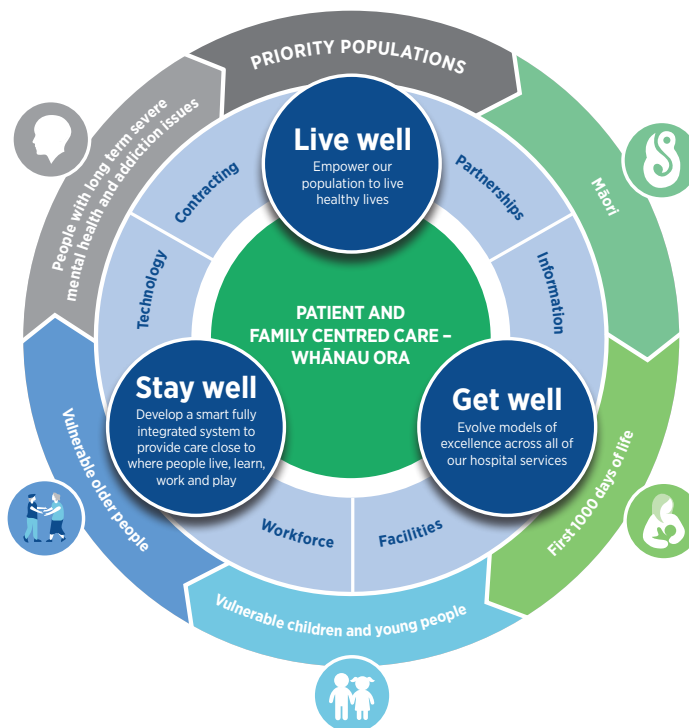 PRIORITY POPULATIONS
Māori
First 1000 days of life
Vulnerable children and young people
Vulnerable older people
People with long term severe
mental health and addiction issues
Live well
Empower our
population to live
healthy lives
Partnerships
Information
Get well
Evolve models of
excellence across all of
our hospital services
Facilities
Workforce
Stay well
Develop a smart fully
integrated system to
provide care close to
where people live, learn,
work and play
Technology
Contracting
PATIENT AND
FAMILY CENTRED CARE –
WHĀNAU ORA